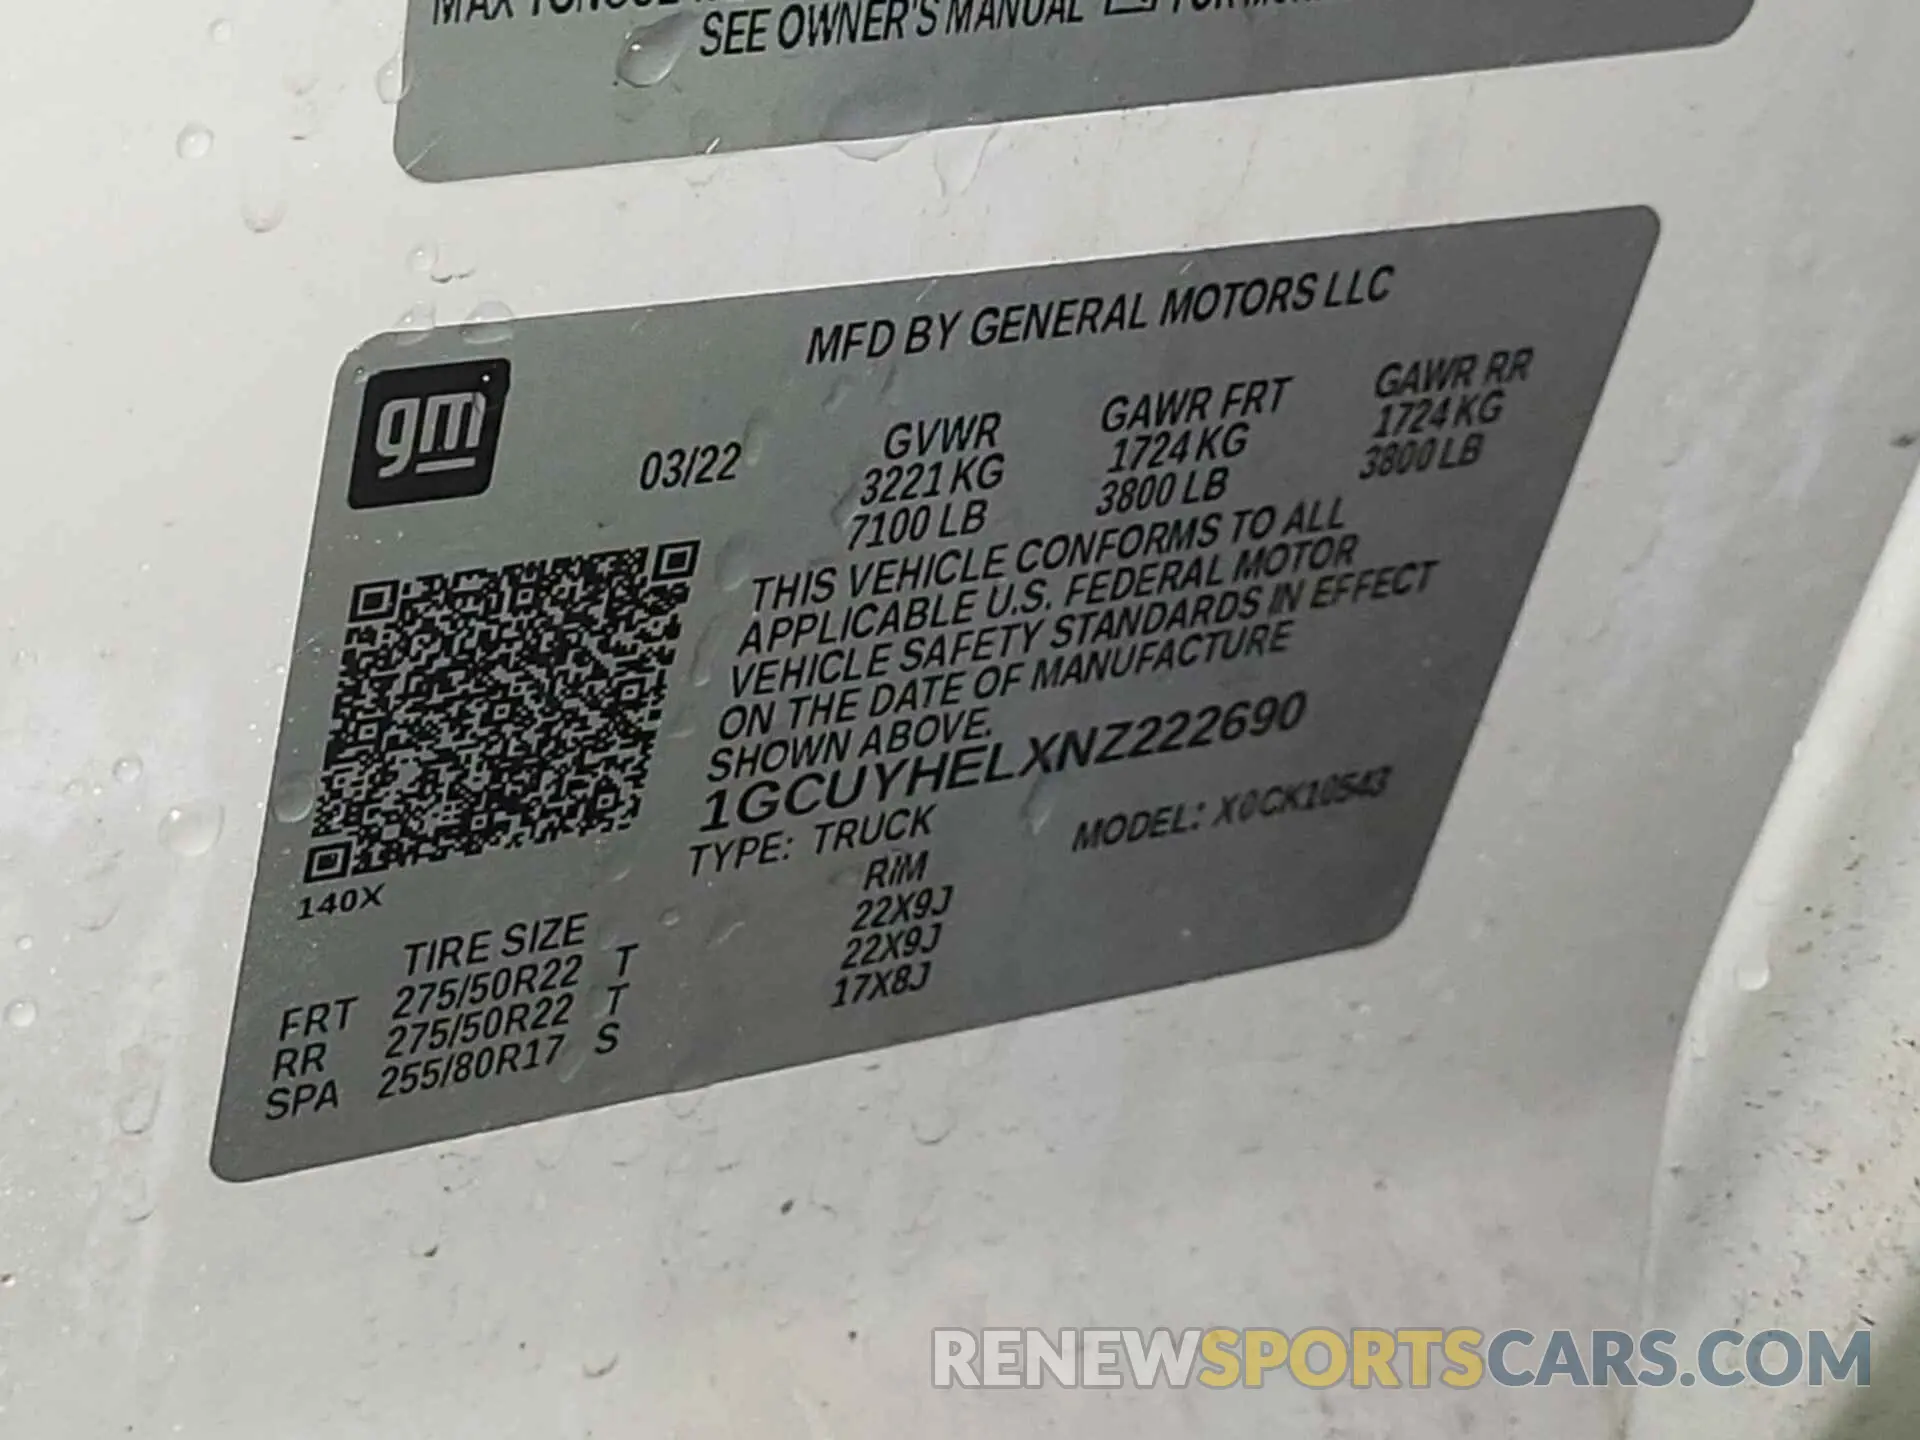 MAX TONGUE
SEE OWNER'S MANUAL FOR
MFD BY GENERAL MOTORS LLC
gm
03/22
GVWR GAWR FRT GAWR RR
3221 KG 1724 KG 1724 KG
7100 LB 3800 LB 3800 LB
THIS VEHICLE CONFORMS TO ALL
APPLICABLE U.S. FEDERAL MOTOR
VEHICLE SAFETY STANDARDS IN EFFECT
ON THE DATE OF MANUFACTURE
SHOWN ABOVE.
1GCUYHELXNZ222690
TYPE: TRUCK MODEL: X0CK10543
140X
TIRE SIZE RIM
FRT 275/50R22 T 22X9J
RR 275/50R22 T 22X9J
SPA 255/80R17 S 17X8J
RENEWSPORTSCARS.COM